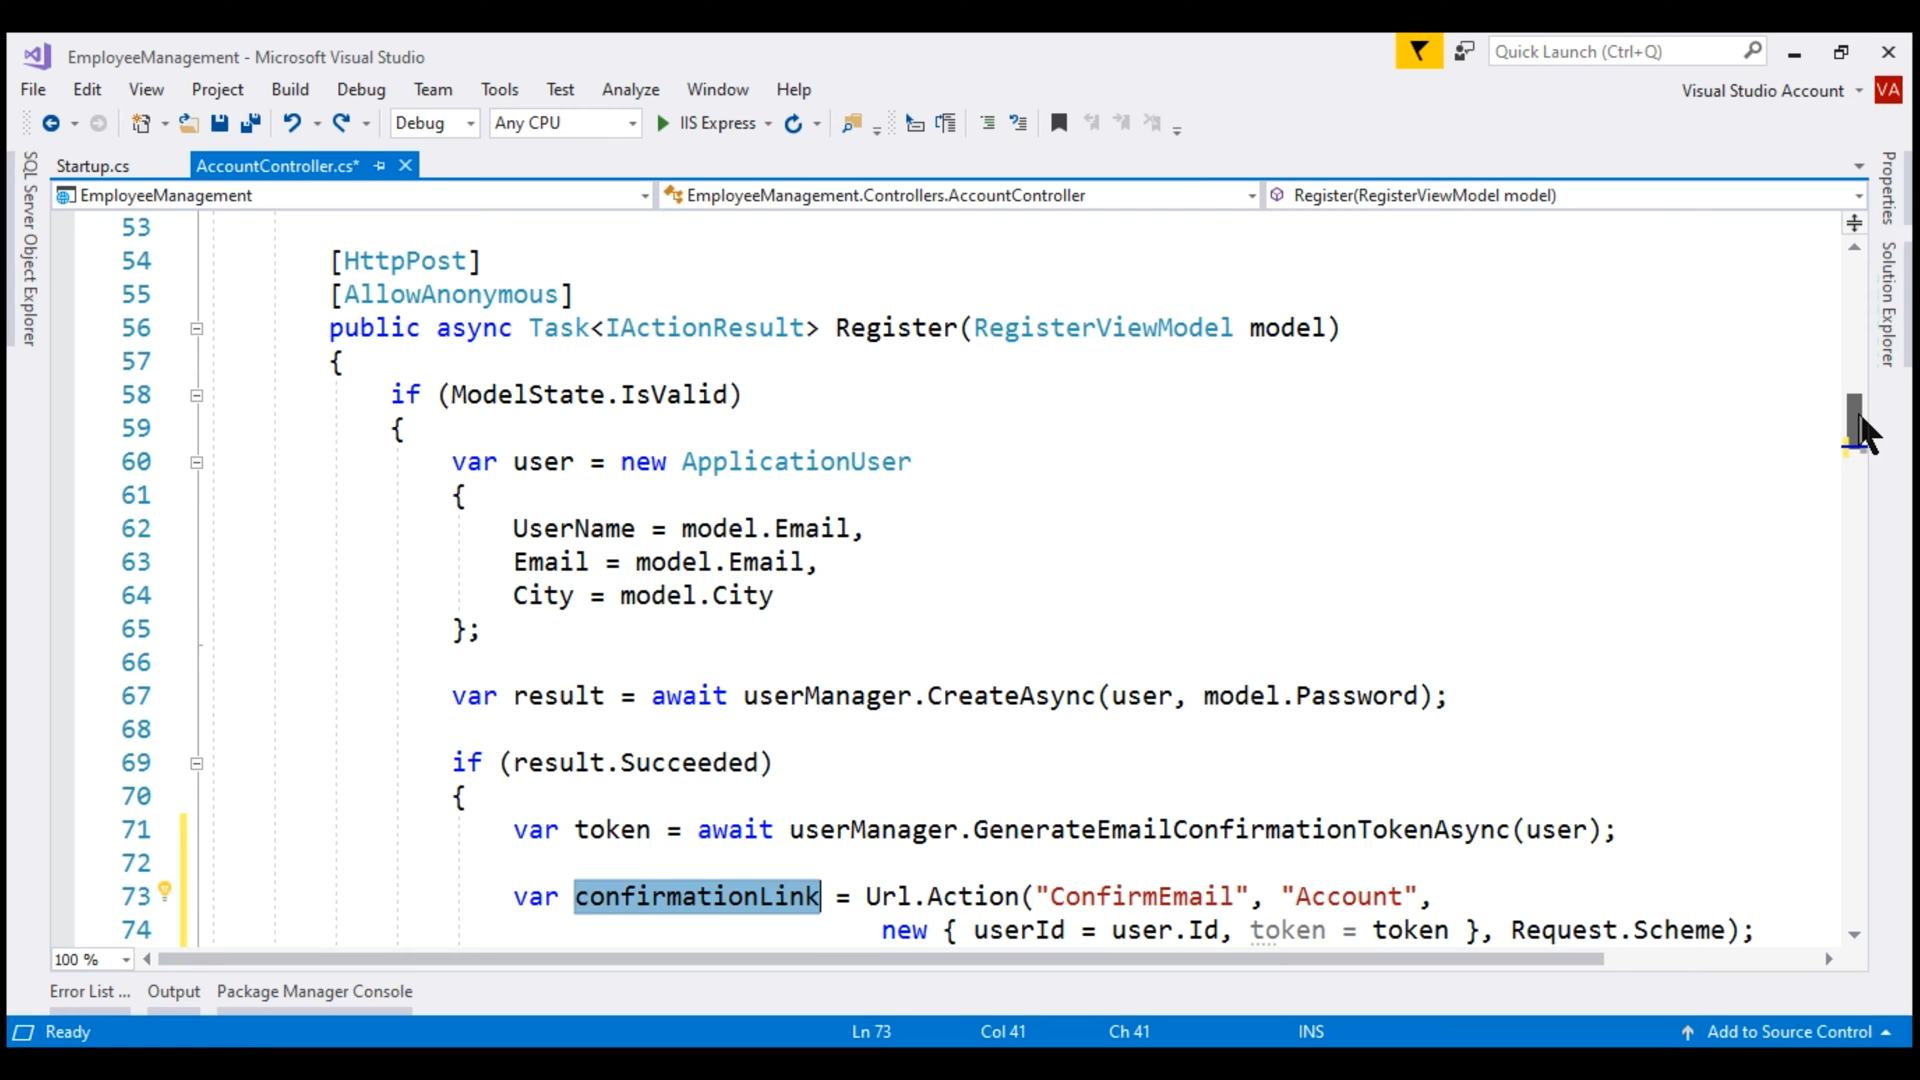 EmployeeManagement - Microsoft Visual Studio
Quick Launch (Ctrl+Q)
File Edit View Project Build Debug Team Tools Test Analyze Window Help
Visual Studio Account VA
Debug Any CPU IIS Express
Startup.cs AccountController.cs*
EmployeeManagement EmployeeManagement.Controllers.AccountController Register(RegisterViewModel model)
SQL Server Object Explorer
Properties
Solution Explorer
53
54 [HttpPost]
55 [AllowAnonymous]
56 public async Task<IActionResult> Register(RegisterViewModel model)
57 {
58 if (ModelState.IsValid)
59 {
60 var user = new ApplicationUser
61 {
62 UserName = model.Email,
63 Email = model.Email,
64 City = model.City
65 };
66
67 var result = await userManager.CreateAsync(user, model.Password);
68
69 if (result.Succeeded)
70 {
71 var token = await userManager.GenerateEmailConfirmationTokenAsync(user);
72
73 var confirmationLink = Url.Action("ConfirmEmail", "Account",
74 new { userId = user.Id, token = token }, Request.Scheme);
100 %
Error List ... Output Package Manager Console
Ready Ln 73 Col 41 Ch 41 INS Add to Source Control